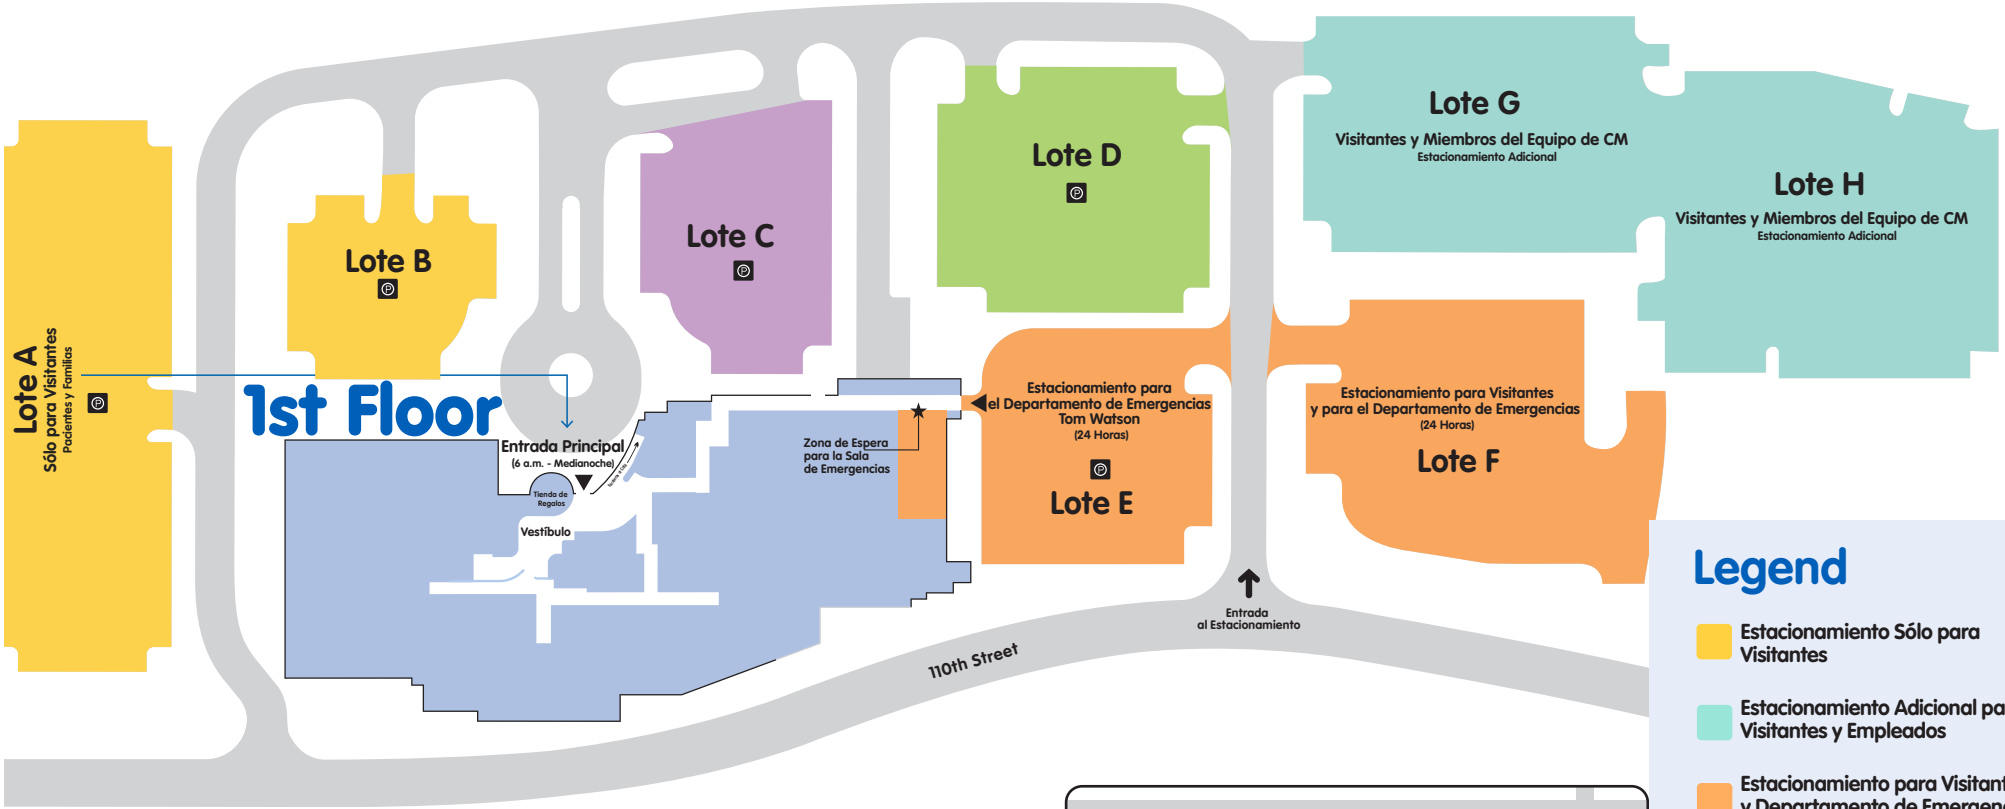 Lote A
Sólo para Visitantes
Pacientes y Familias
P
Lote B
P
Lote C
P
Lote D
P
Lote G
Visitantes y Miembros del Equipo de CM
Estacionamiento Adicional
Lote H
Visitantes y Miembros del Equipo de CM
Estacionamiento Adicional
1st Floor
Entrada Principal
(6 a.m. - Medianoche)
Tienda de
Regalos
Vestíbulo
Zona de Espera
para la Sala
de Emergencias
Estacionamiento para
el Departamento de Emergencias
Tom Watson
(24 Horas)
P
Lote E
Estacionamiento para Visitantes
y para el Departamento de Emergencias
(24 Horas)
Lote F
Entrada
al Estacionamiento
110th Street
Legend
Estacionamiento Sólo para
Visitantes
Estacionamiento Adicional pa
Visitantes y Empleados
Estacionamiento para Visitant
y Departamento de Emergen